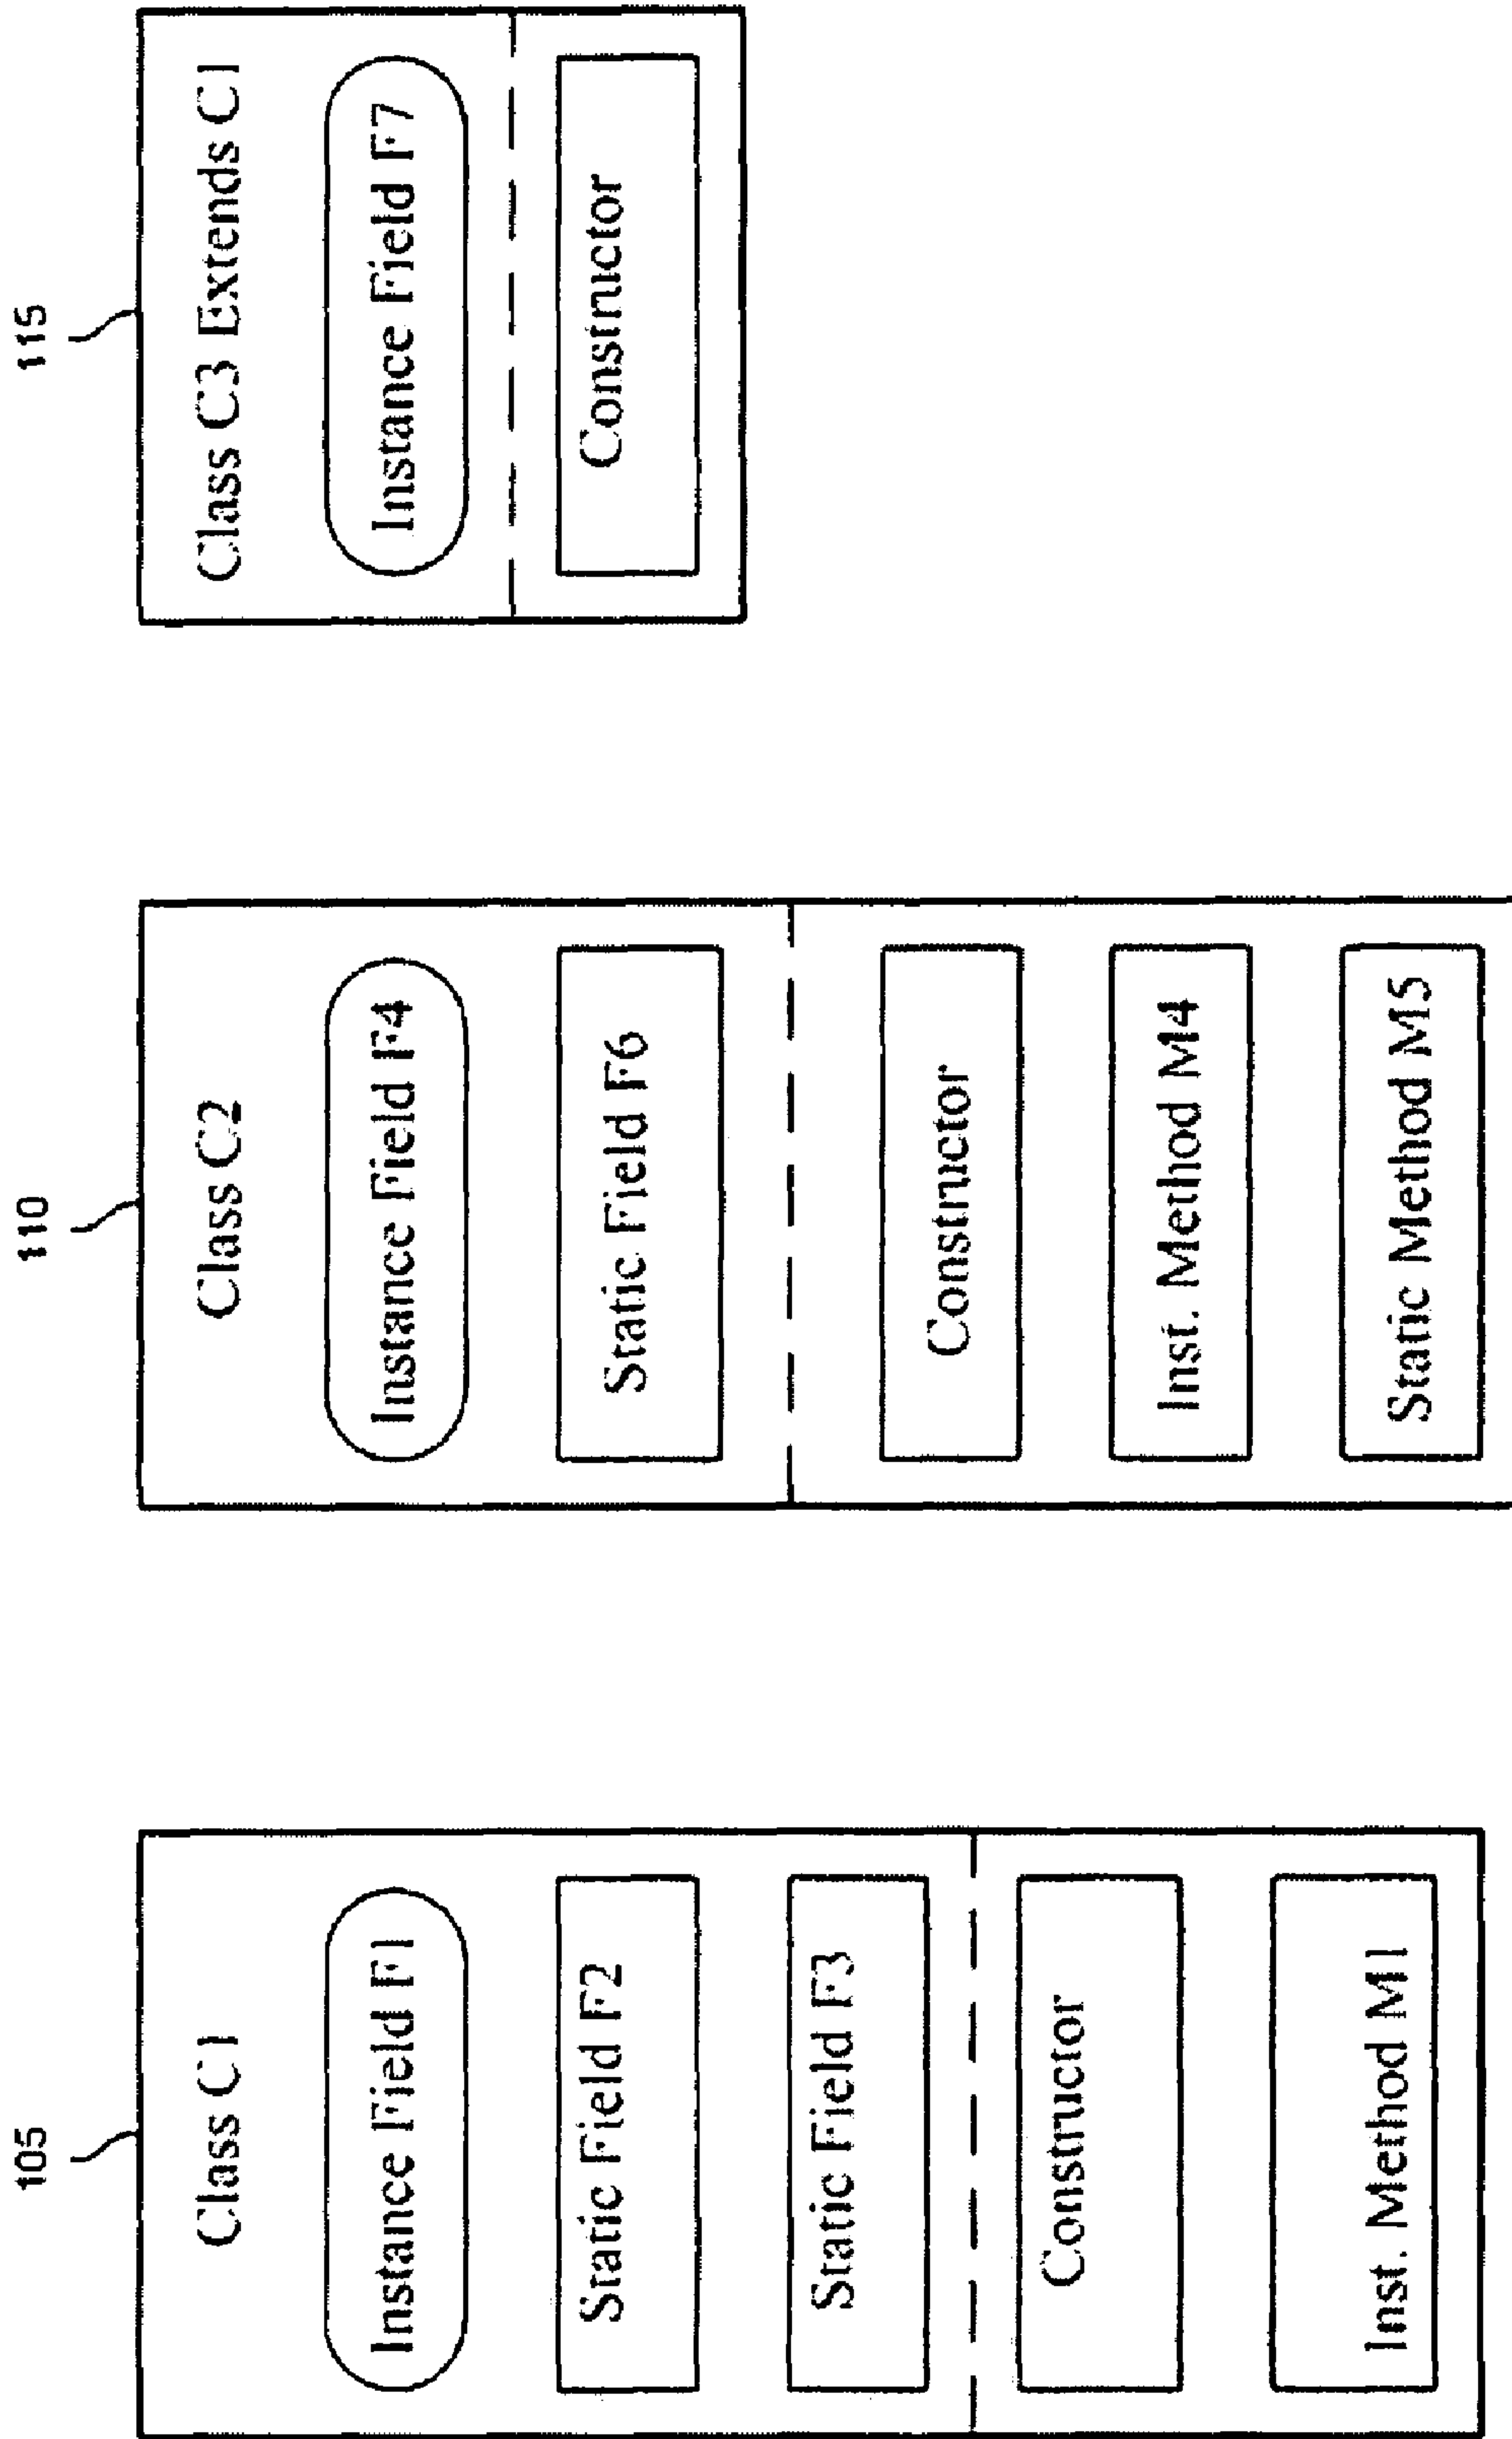 105
Class C1
Instance Field F1
Static Field F2
Static Field F3
Constructor
Inst. Method M1
110
Class C2
Instance Field F4
Static Field F6
Constructor
Inst. Method M4
Static Method M5
115
Class C3 Extends C1
Instance Field F7
Constructor